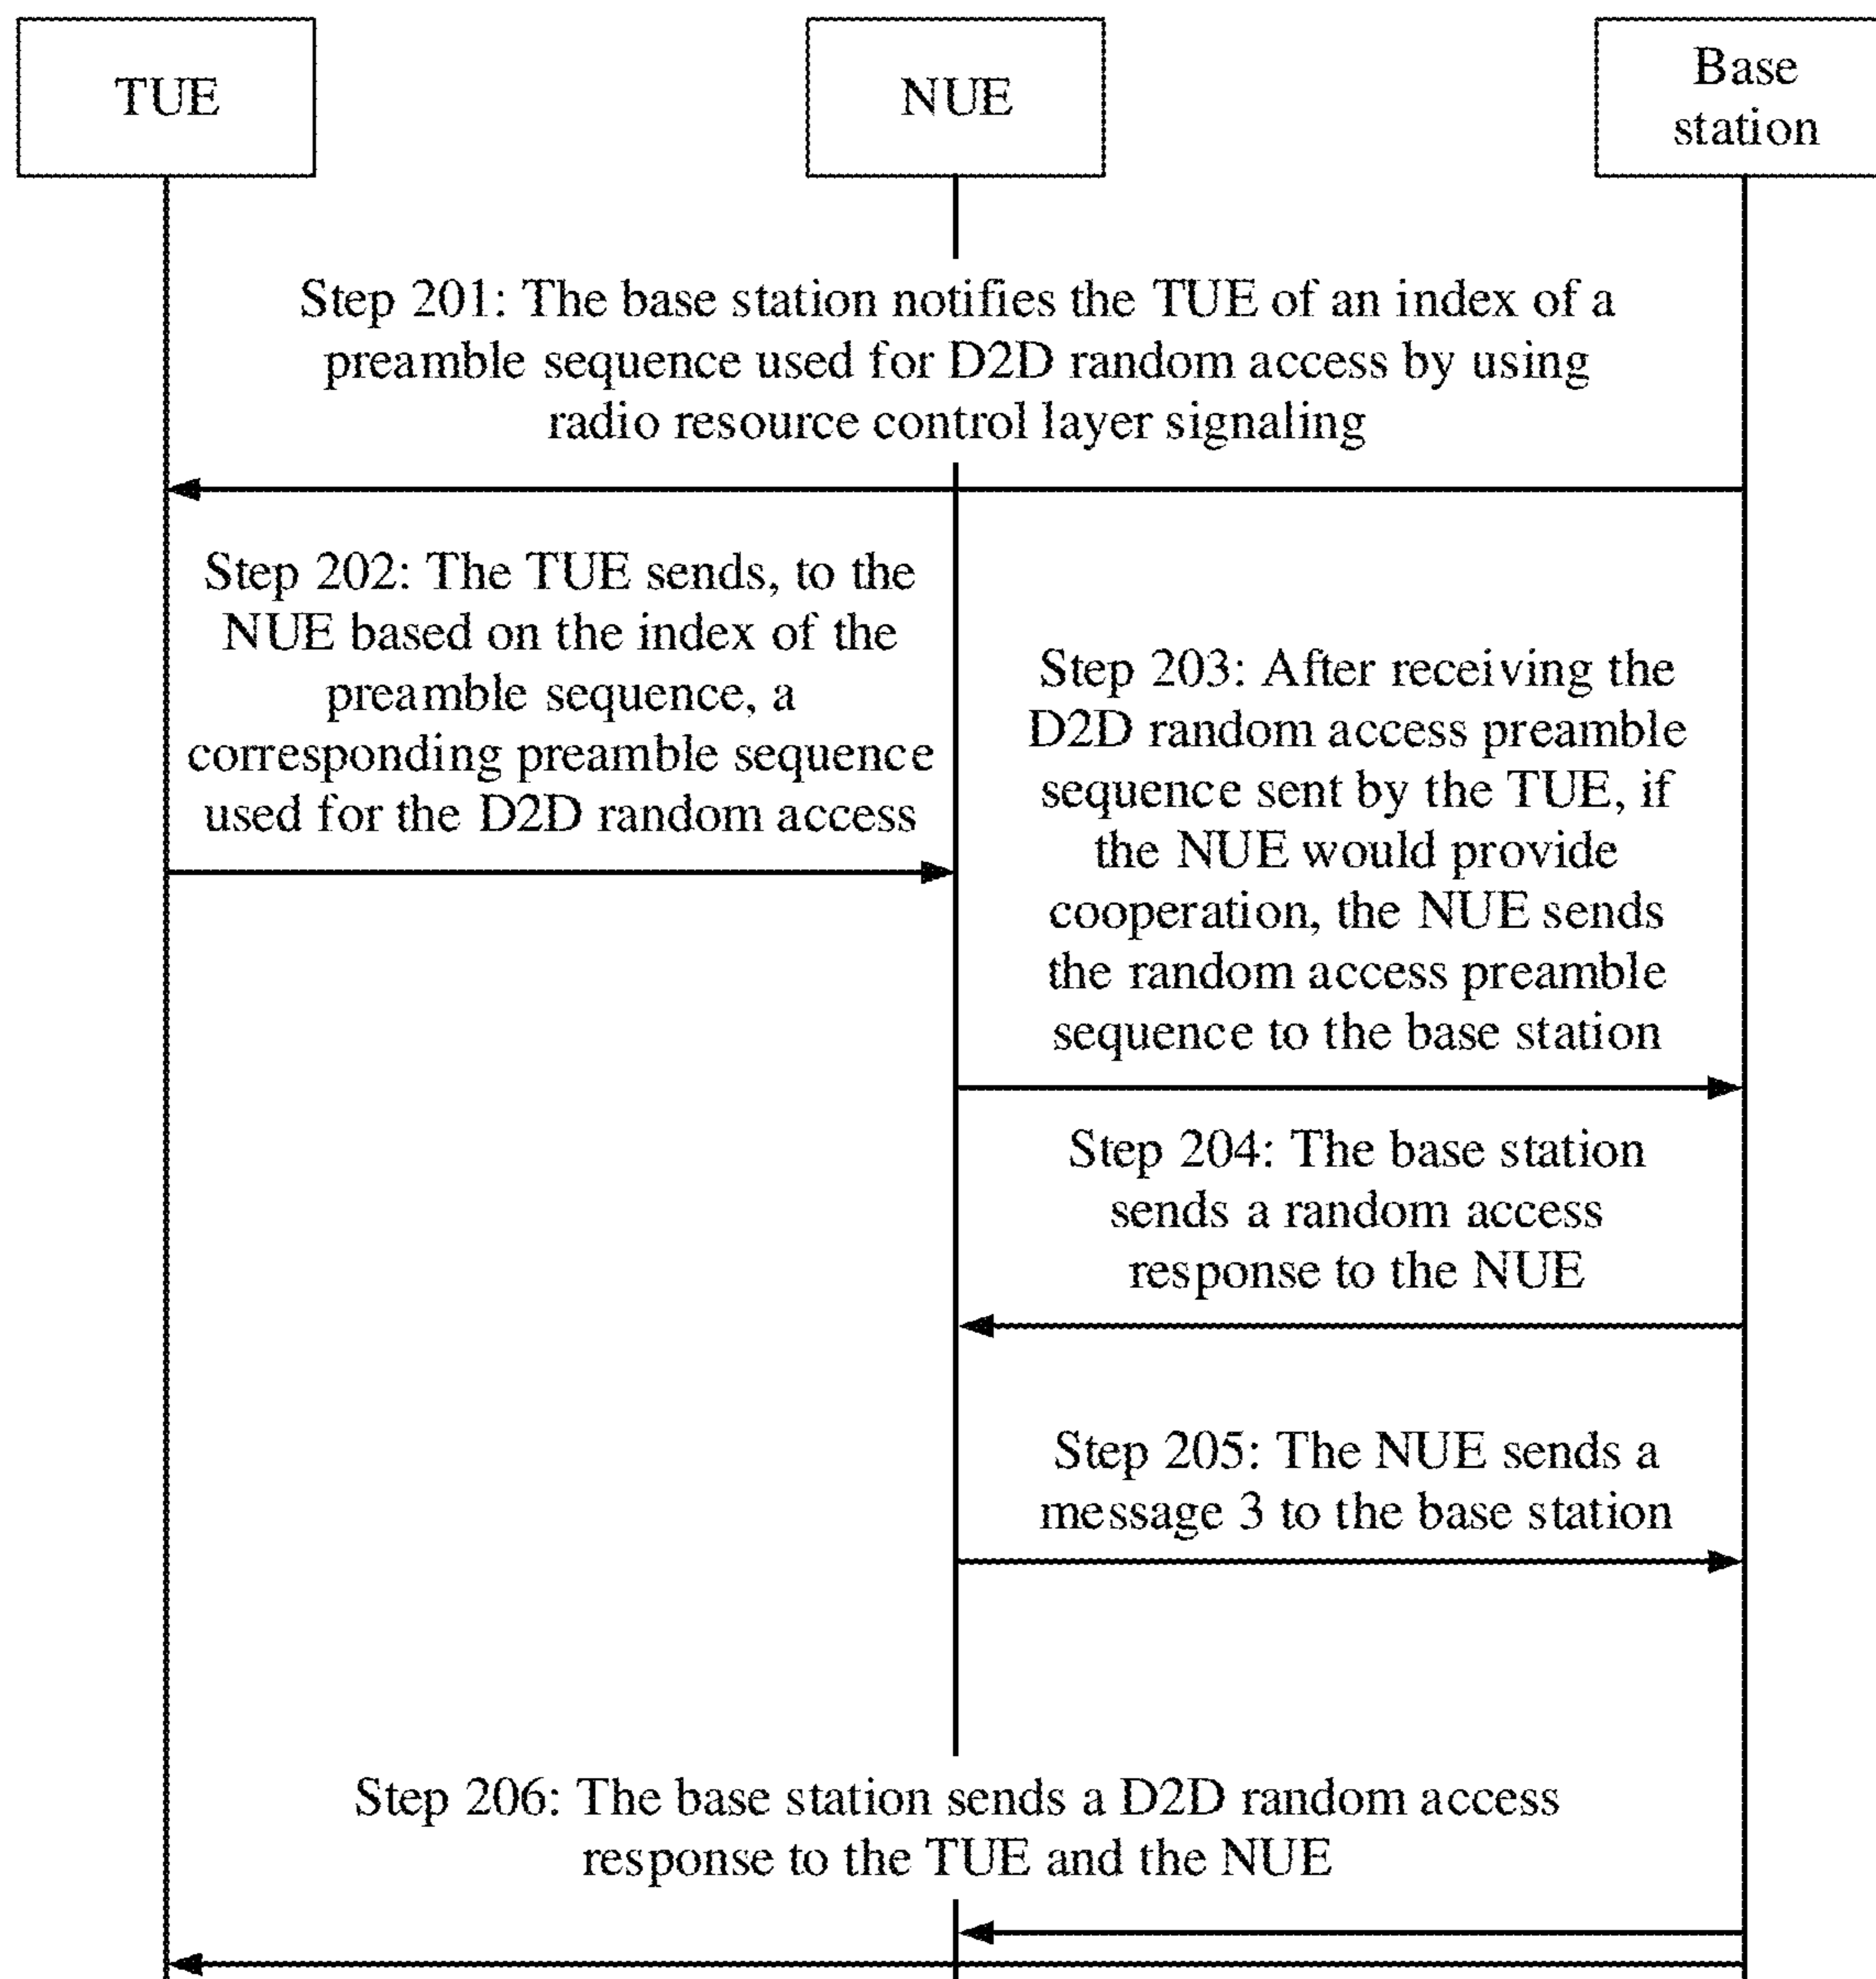 TUE
NUE
Base
station
Step 201: The base station notifies the TUE of an index of a
preamble sequence used for D2D random access by using
radio resource control layer signaling
Step 202: The TUE sends, to the
NUE based on the index of the
preamble sequence, a
corresponding preamble sequence
used for the D2D random access
Step 203: After receiving the
D2D random access preamble
sequence sent by the TUE, if
the NUE would provide
cooperation, the NUE sends
the random access preamble
sequence to the base station
Step 204: The base station
sends a random access
response to the NUE
Step 205: The NUE sends a
message 3 to the base station
Step 206: The base station sends a D2D random access
response to the TUE and the NUE